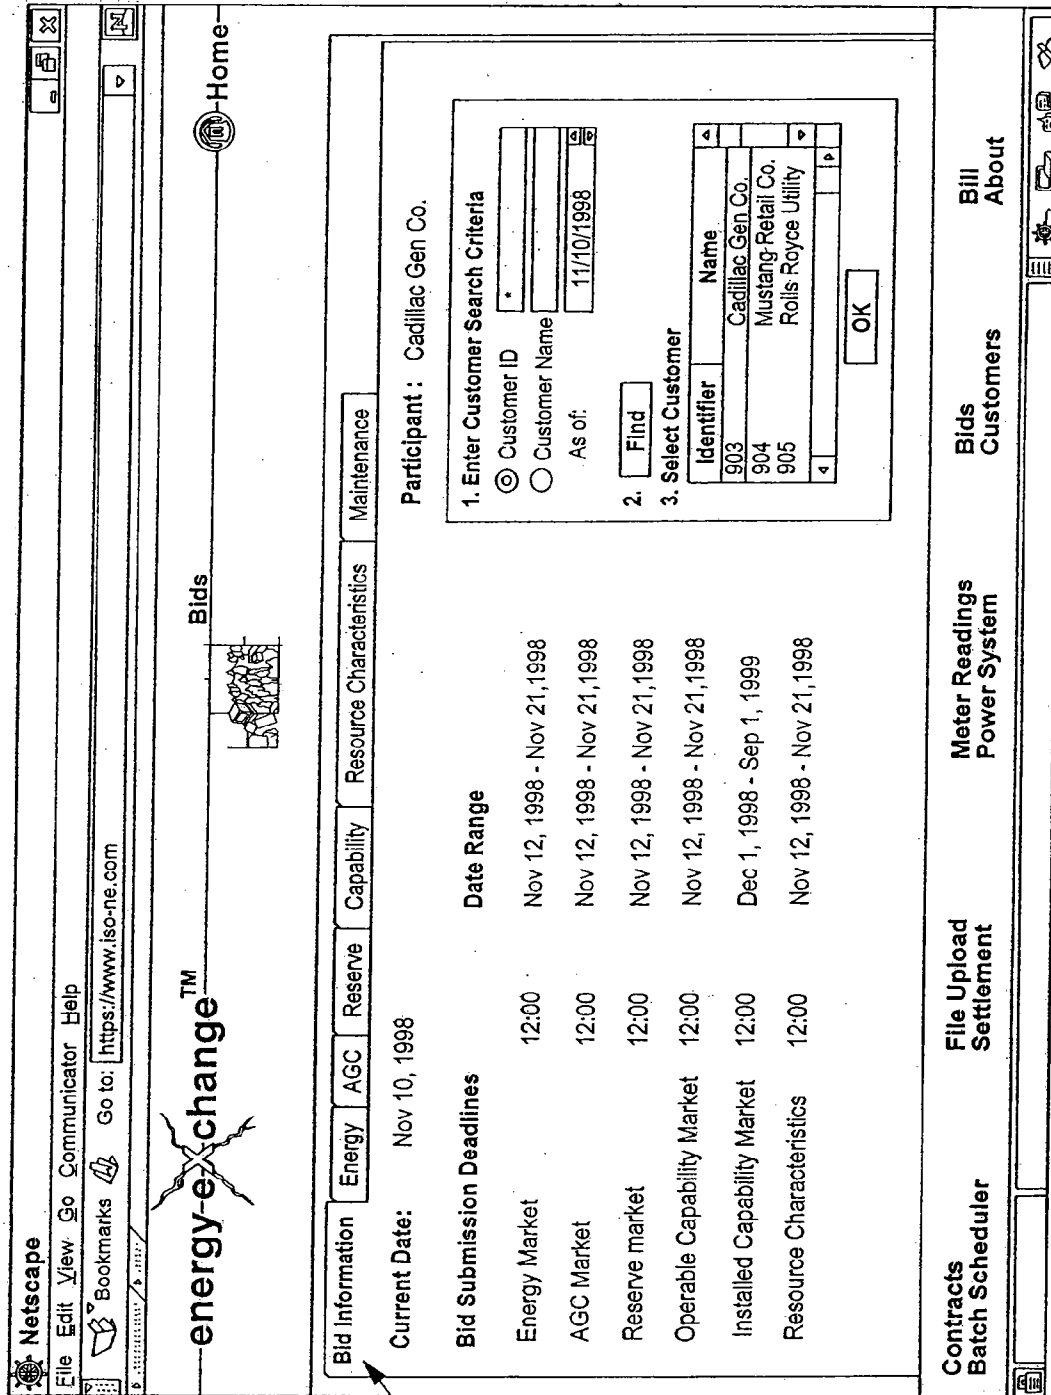 Netscape
File Edit View Go Communicator Help
Bookmarks Go to: https://www.iso-ne.com
N
energy-eXchange™
Bids
Home
Bid Information Energy AGC Reserve Capability Resource Characteristics Maintenance
Current Date: Nov 10, 1998
Participant : Cadillac Gen Co.
Bid Submission Deadlines Date Range
Energy Market 12:00 Nov 12, 1998 - Nov 21,1998
AGC Market 12:00 Nov 12, 1998 - Nov 21,1998
Reserve market 12:00 Nov 12, 1998 - Nov 21,1998
Operable Capability Market 12:00 Nov 12, 1998 - Nov 21,1998
Installed Capability Market 12:00 Dec 1, 1998 - Sep 1, 1999
Resource Characteristics 12:00 Nov 12, 1998 - Nov 21,1998
1. Enter Customer Search Criteria
Customer ID *
Customer Name
As of: 11/10/1998
2. Find
3. Select Customer
Identifier Name
903 Cadillac Gen Co.
904 Mustang Retail Co.
905 Rolls Royce Utility
OK
Contracts File Upload Meter Readings Bids Bill
Batch Scheduler Settlement Power System Customers About